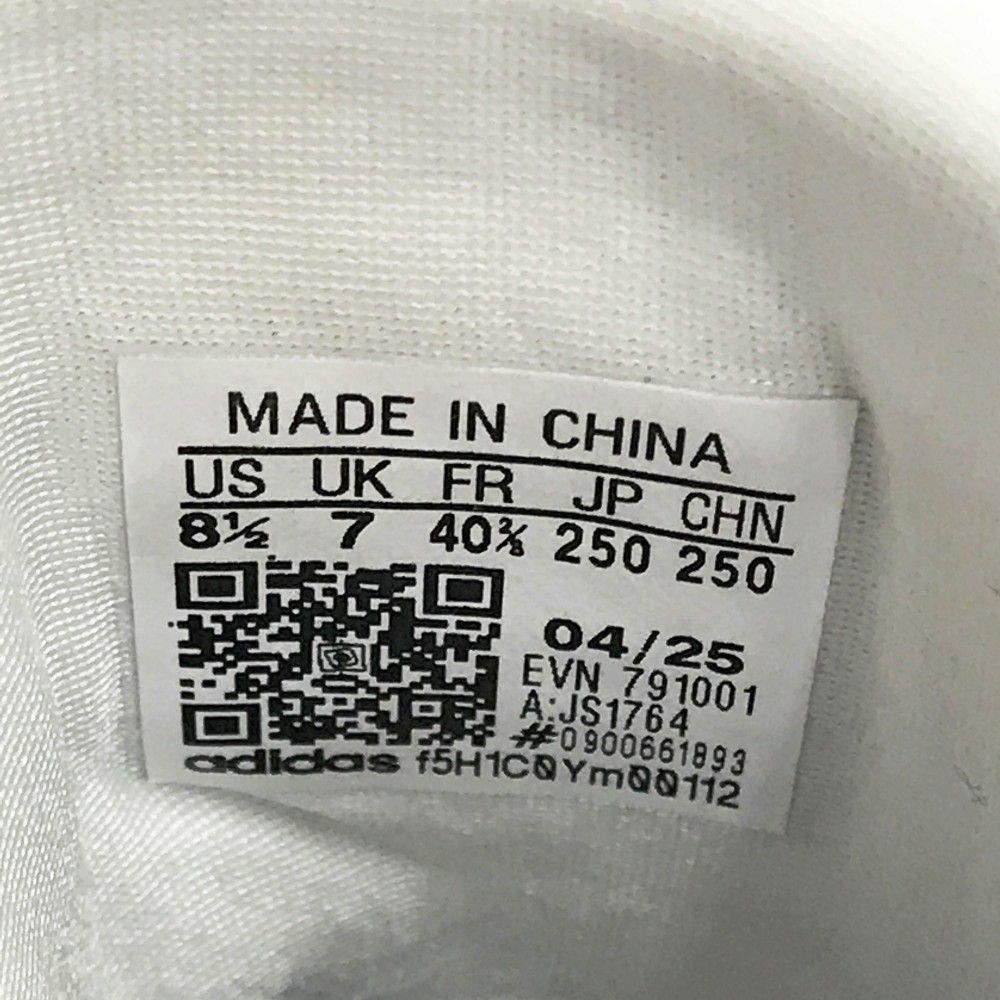 MADE IN CHINA
US UK FR JP CHN
8½ 7 40⅔ 250 250
04/25
EVN 791001
A:JS1764
#0900661893
adidas f5H1C0Ym00112